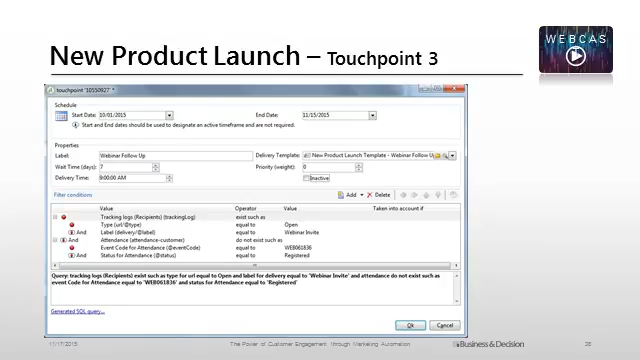 New Product Launch – Touchpoint 3
WEBCAS
touchpoint '10550927' *
Schedule
Start Date: 10/01/2015 End Date: 11/15/2015
Start and End dates should be used to designate an active timeframe and are not required.
Properties
Label: Webinar Follow Up Delivery Template: New Product Launch Template - Webinar Follow Up
Wait Time (days): 7 Priority (weight): 0
Delivery Time: 9:00:00 AM Inactive
Filter conditions Add Delete
Value Operator Value Taken into account if
Tracking logs (Recipients) (trackingLog) exist such as
Type (url/@type) equal to Open
And Label (delivery/@label) equal to Webinar Invite
And Attendance (attendance-customer) do not exist such as
Event Code for Attendance (@eventCode) equal to WEB061836
And Status for Attendance (@status) equal to Registered
Query: tracking logs (Recipients) exist such as type for url equal to Open and label for delivery equal to 'Webinar Invite' and attendance do not exist such as
event Code for Attendance equal to 'WEB061836' and status for Attendance equal to 'Registered'
Generated SQL query...
Ok Cancel
11/17/2015 The Power of Customer Engagement Through Marketing Automation Business & Decision